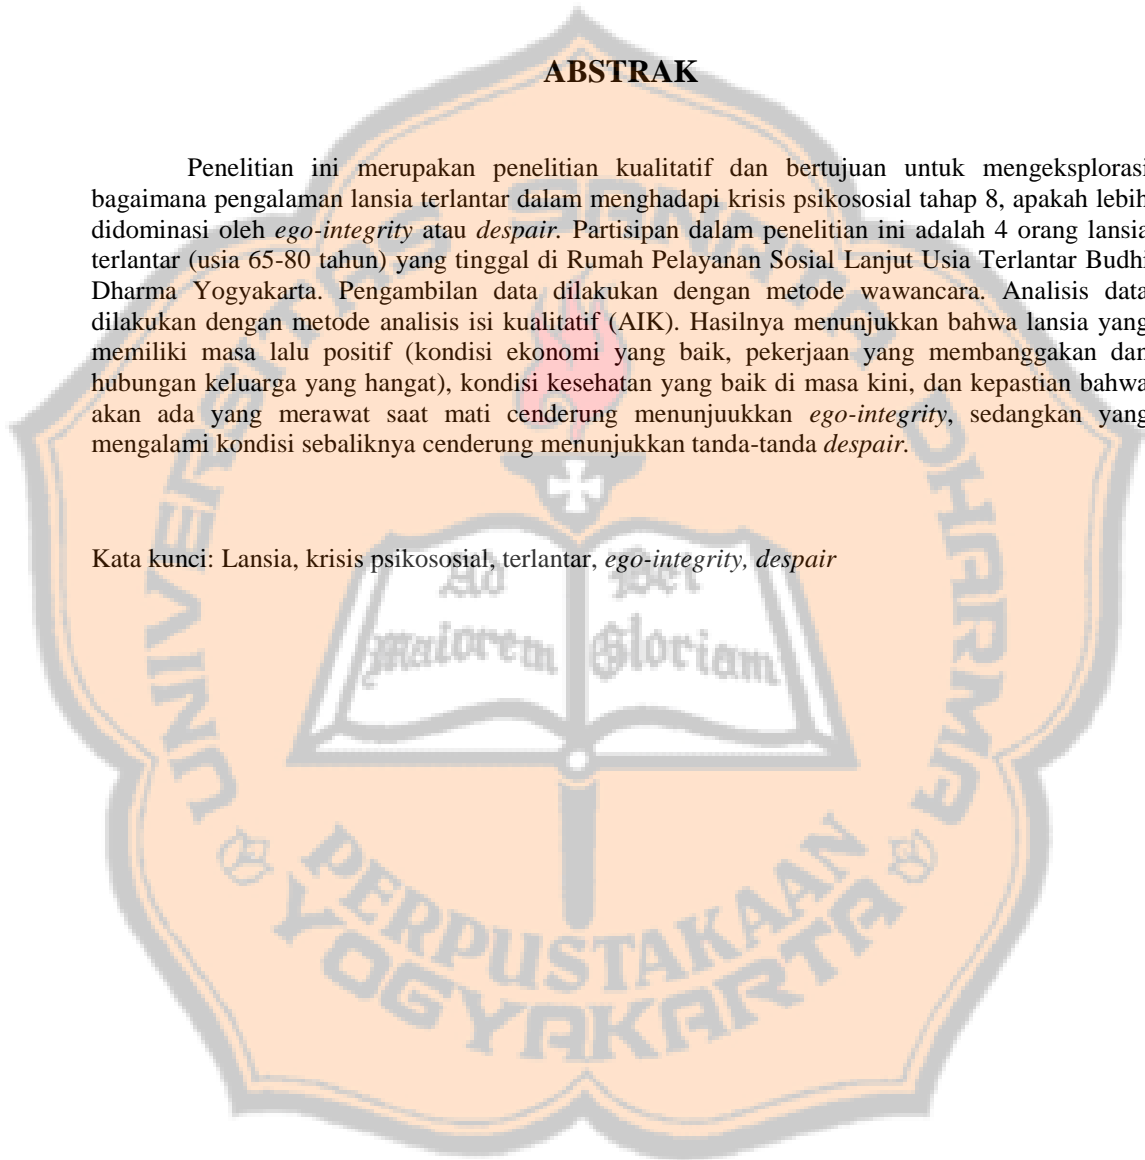 ABSTRAK
Penelitian ini merupakan penelitian kualitatif dan bertujuan untuk mengeksplorasi
bagaimana pengalaman lansia terlantar dalam menghadapi krisis psikososial tahap 8, apakah lebih
didominasi oleh ego-integrity atau despair. Partisipan dalam penelitian ini adalah 4 orang lansia
terlantar (usia 65-80 tahun) yang tinggal di Rumah Pelayanan Sosial Lanjut Usia Terlantar Budhi
Dharma Yogyakarta. Pengambilan data dilakukan dengan metode wawancara. Analisis data
dilakukan dengan metode analisis isi kualitatif (AIK). Hasilnya menunjukkan bahwa lansia yang
memiliki masa lalu positif (kondisi ekonomi yang baik, pekerjaan yang membanggakan dan
hubungan keluarga yang hangat), kondisi kesehatan yang baik di masa kini, dan kepastian bahwa
akan ada yang merawat saat mati cenderung menunjuukkan ego-integrity, sedangkan yang
mengalami kondisi sebaliknya cenderung menunjukkan tanda-tanda despair.
Kata kunci: Lansia, krisis psikososial, terlantar, ego-integrity, despair
UNIVERSITAS SANATA DHARMA
Ad
maiorem
Dei
Gloriam
PERPUSTAKAAN
YOGYAKARTA